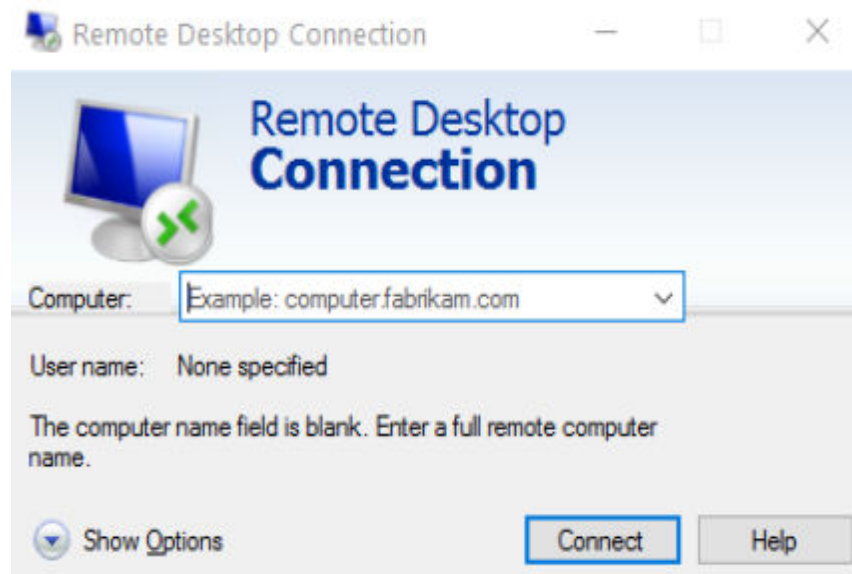 Remote Desktop Connection
Remote Desktop
Connection
Computer: Example: computer.fabrikam.com
User name: None specified
The computer name field is blank. Enter a full remote computer
name.
Show Options Connect Help